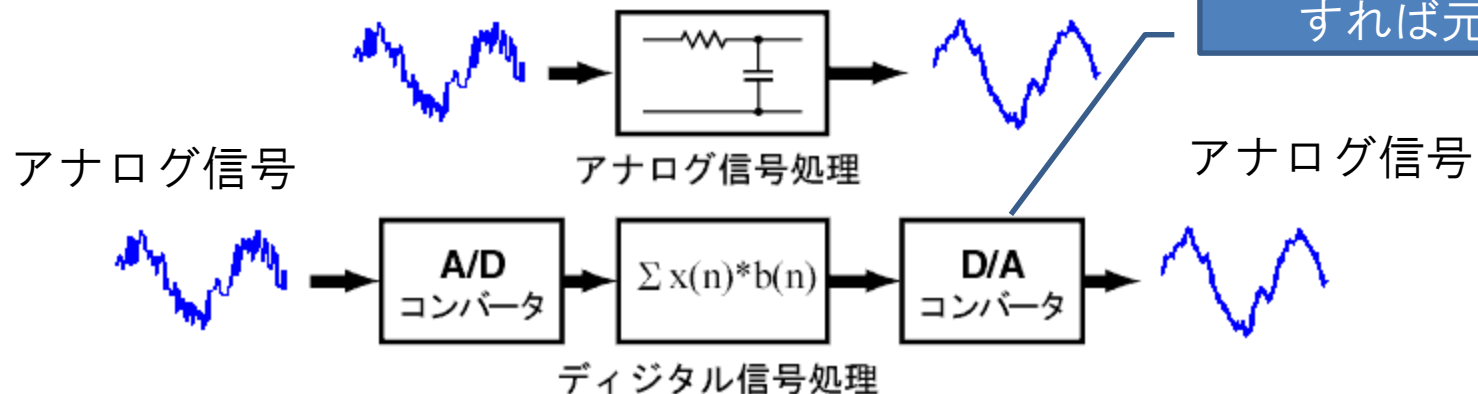 すれば元
アナログ信号
アナログ信号処理
アナログ信号
A/D
コンバータ
Σ x(n)*b(n)
D/A
コンバータ
ディジタル信号処理